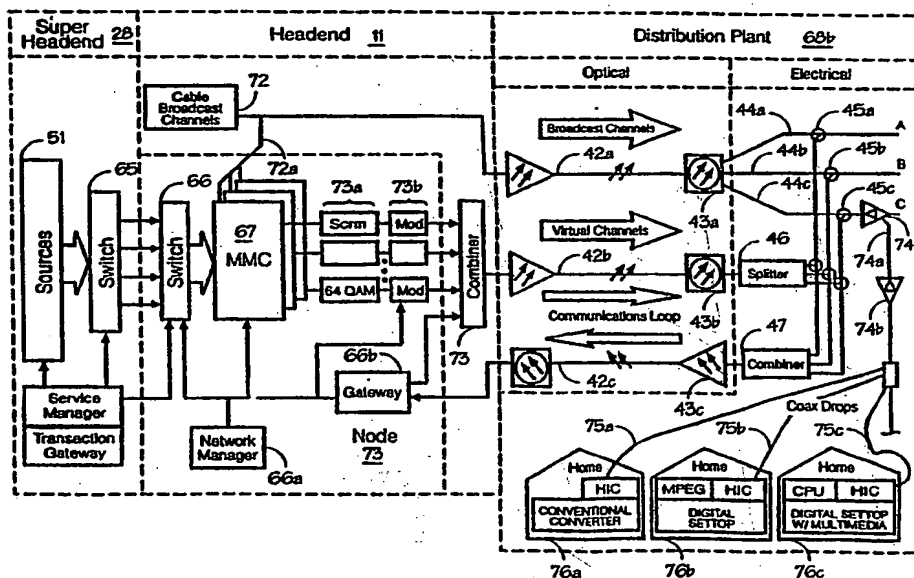 Super
Headend 28
Headend 11
Distribution Plant 68b
Optical
Electrical
Cable
Broadcast
Channels
72
72a
51
65
66
Sources
Switch
Switch
67
MMC
73a
73b
Scrm
Mod
64 QAM
Mod
Combiner
73
Broadcast Channels
42a
43a
44a
44b
44c
45a
45b
45c
A
B
C
74
74a
74b
Virtual Channels
42b
43b
46
Splitter
Communications Loop
42c
43c
47
Combiner
66b
Gateway
Service
Manager
Transaction
Gateway
Network
Manager
66a
Node
73
Coax Drops
75a
75b
75c
Home
HIC
CONVENTIONAL
CONVERTER
76a
Home
MPEG
HIC
DIGITAL
SETTOP
76b
Home
CPU
HIC
DIGITAL SETTOP
W/ MULTIMEDIA
76c